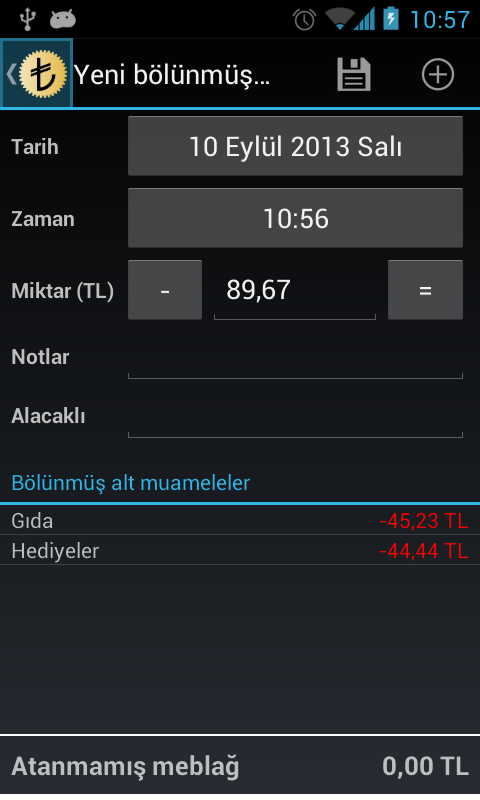 10:57
Yeni bölünmüş...
Tarih
10 Eylül 2013 Salı
Zaman
10:56
Miktar (TL)
-
89,67
=
Notlar
Alacaklı
Bölünmüş alt muameleler
Gıda -45,23 TL
Hediyeler -44,44 TL
Atanmamış meblağ 0,00 TL